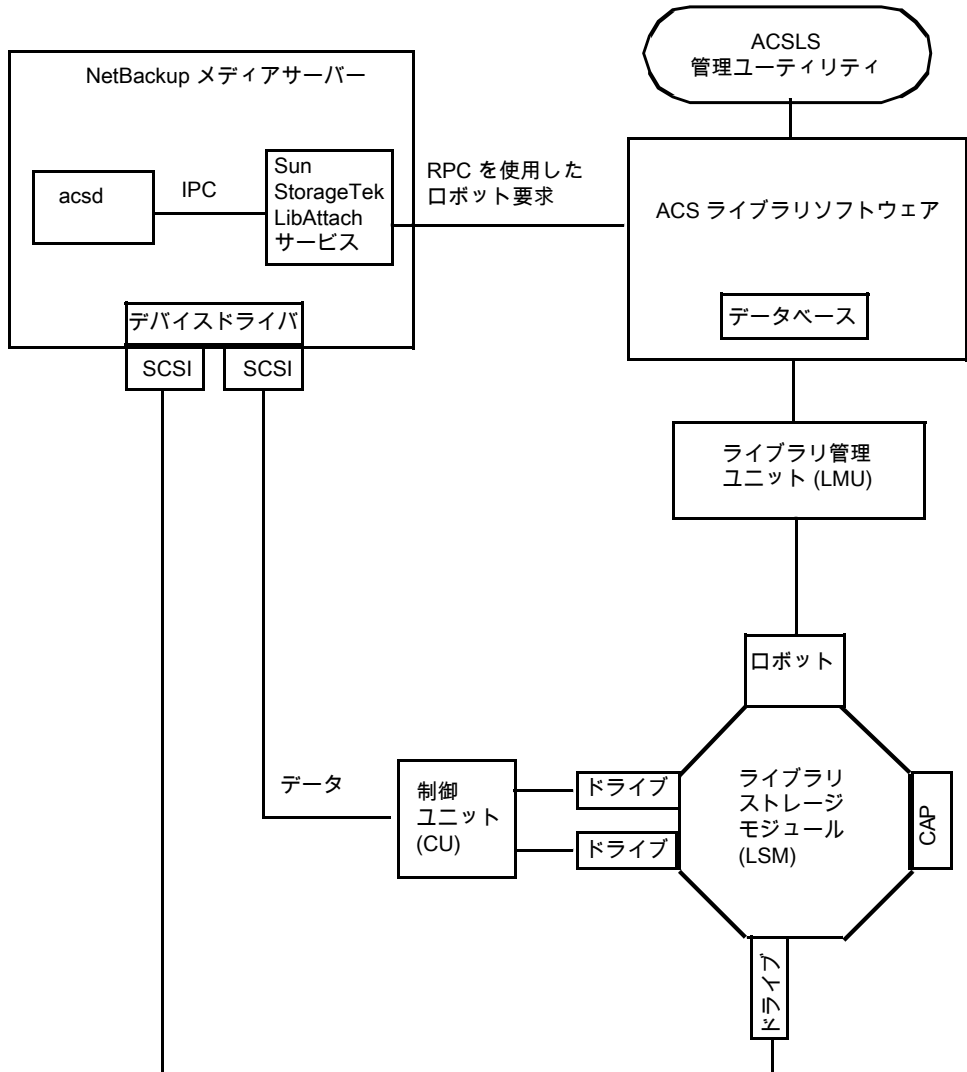 ACSLS
管理ユーティリティ
NetBackup メディアサーバー
acsd
IPC
Sun
StorageTek
LibAttach
サービス
RPC を使用した
ロボット要求
ACS ライブラリソフトウェア
データベース
デバイスドライバ
SCSI
SCSI
ライブラリ管理
ユニット (LMU)
ロボット
データ
制御
ユニット
(CU)
ドライブ
ドライブ
ライブラリ
ストレージ
モジュール
(LSM)
CAP
ドライブ